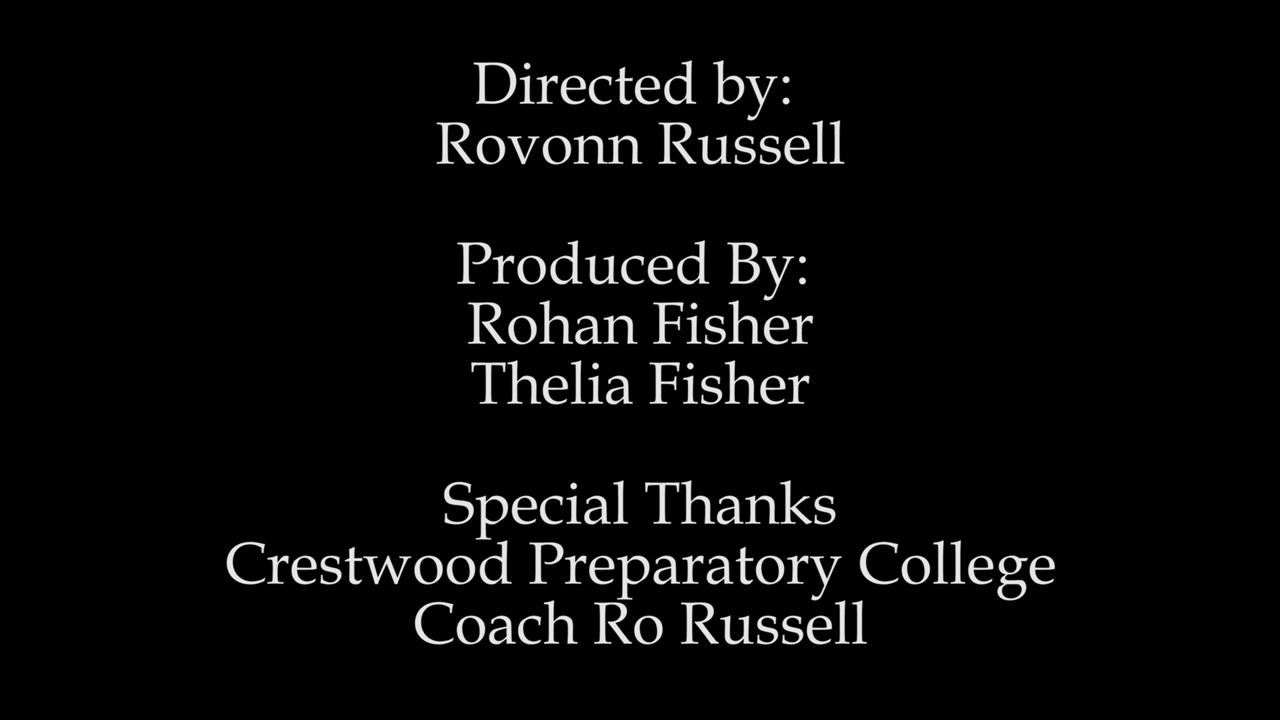 Directed by:
Rovonn Russell
Produced By:
Rohan Fisher
Thelia Fisher
Special Thanks
Crestwood Preparatory College
Coach Ro Russell